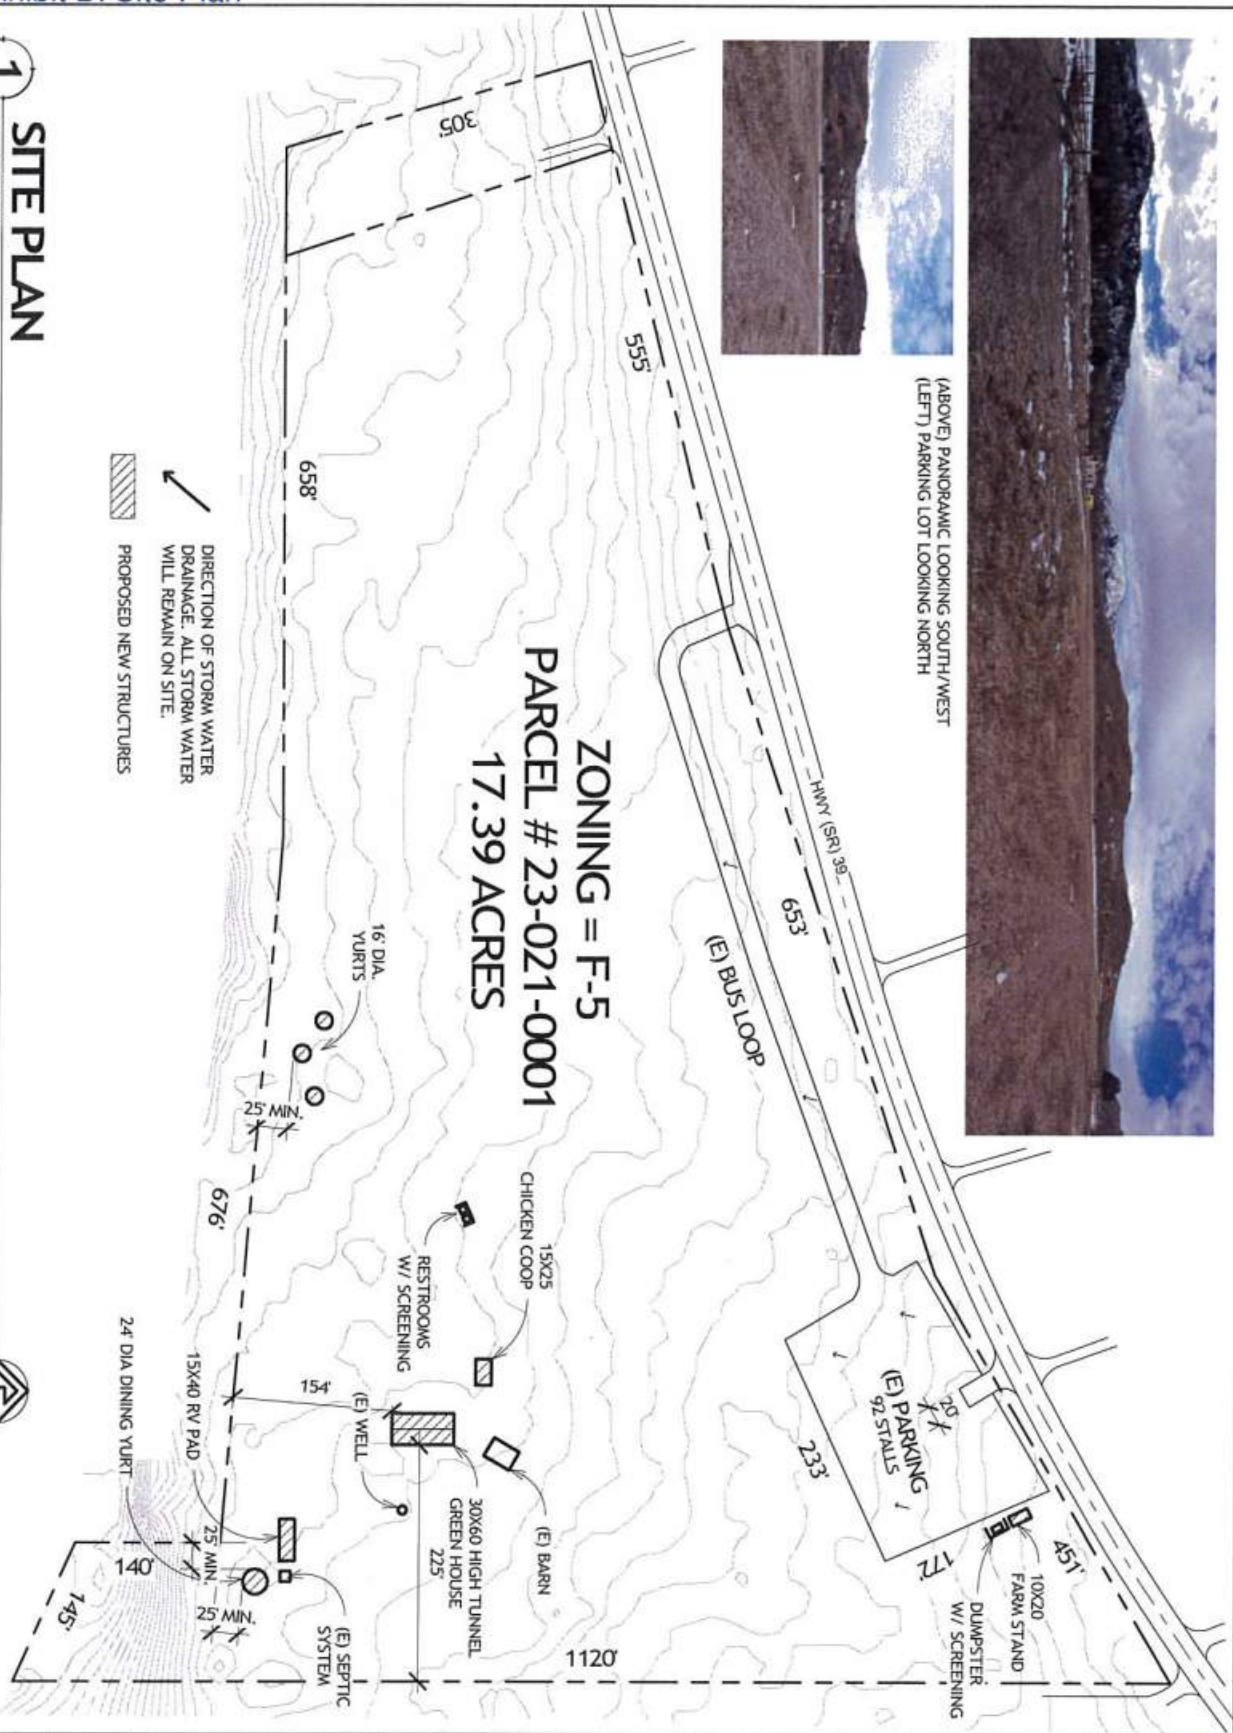 (ABOVE) PANORAMIC LOOKING SOUTH/WEST
(LEFT) PARKING LOT LOOKING NORTH
HWY (SR) 39
305'
555'
653'
(E) BUS LOOP
ZONING = F-5
PARCEL # 23-021-0001
17.39 ACRES
(E) PARKING
92 STALLS
20'
233'
172'
451'
10X20
FARM STAND
DUMPSTER
W/ SCREENING
1120'
15X25
CHICKEN COOP
RESTROOMS
W/ SCREENING
(E) BARN
30X60 HIGH TUNNEL
GREEN HOUSE
225'
(E) WELL
154'
16' DIA.
YURTS
25' MIN.
658'
676'
15X40 RV PAD
24' DIA DINING YURT
25' MIN.
25' MIN.
(E) SEPTIC
SYSTEM
140'
145'
DIRECTION OF STORM WATER
DRAINAGE. ALL STORM WATER
WILL REMAIN ON SITE.
PROPOSED NEW STRUCTURES
1
SITE PLAN